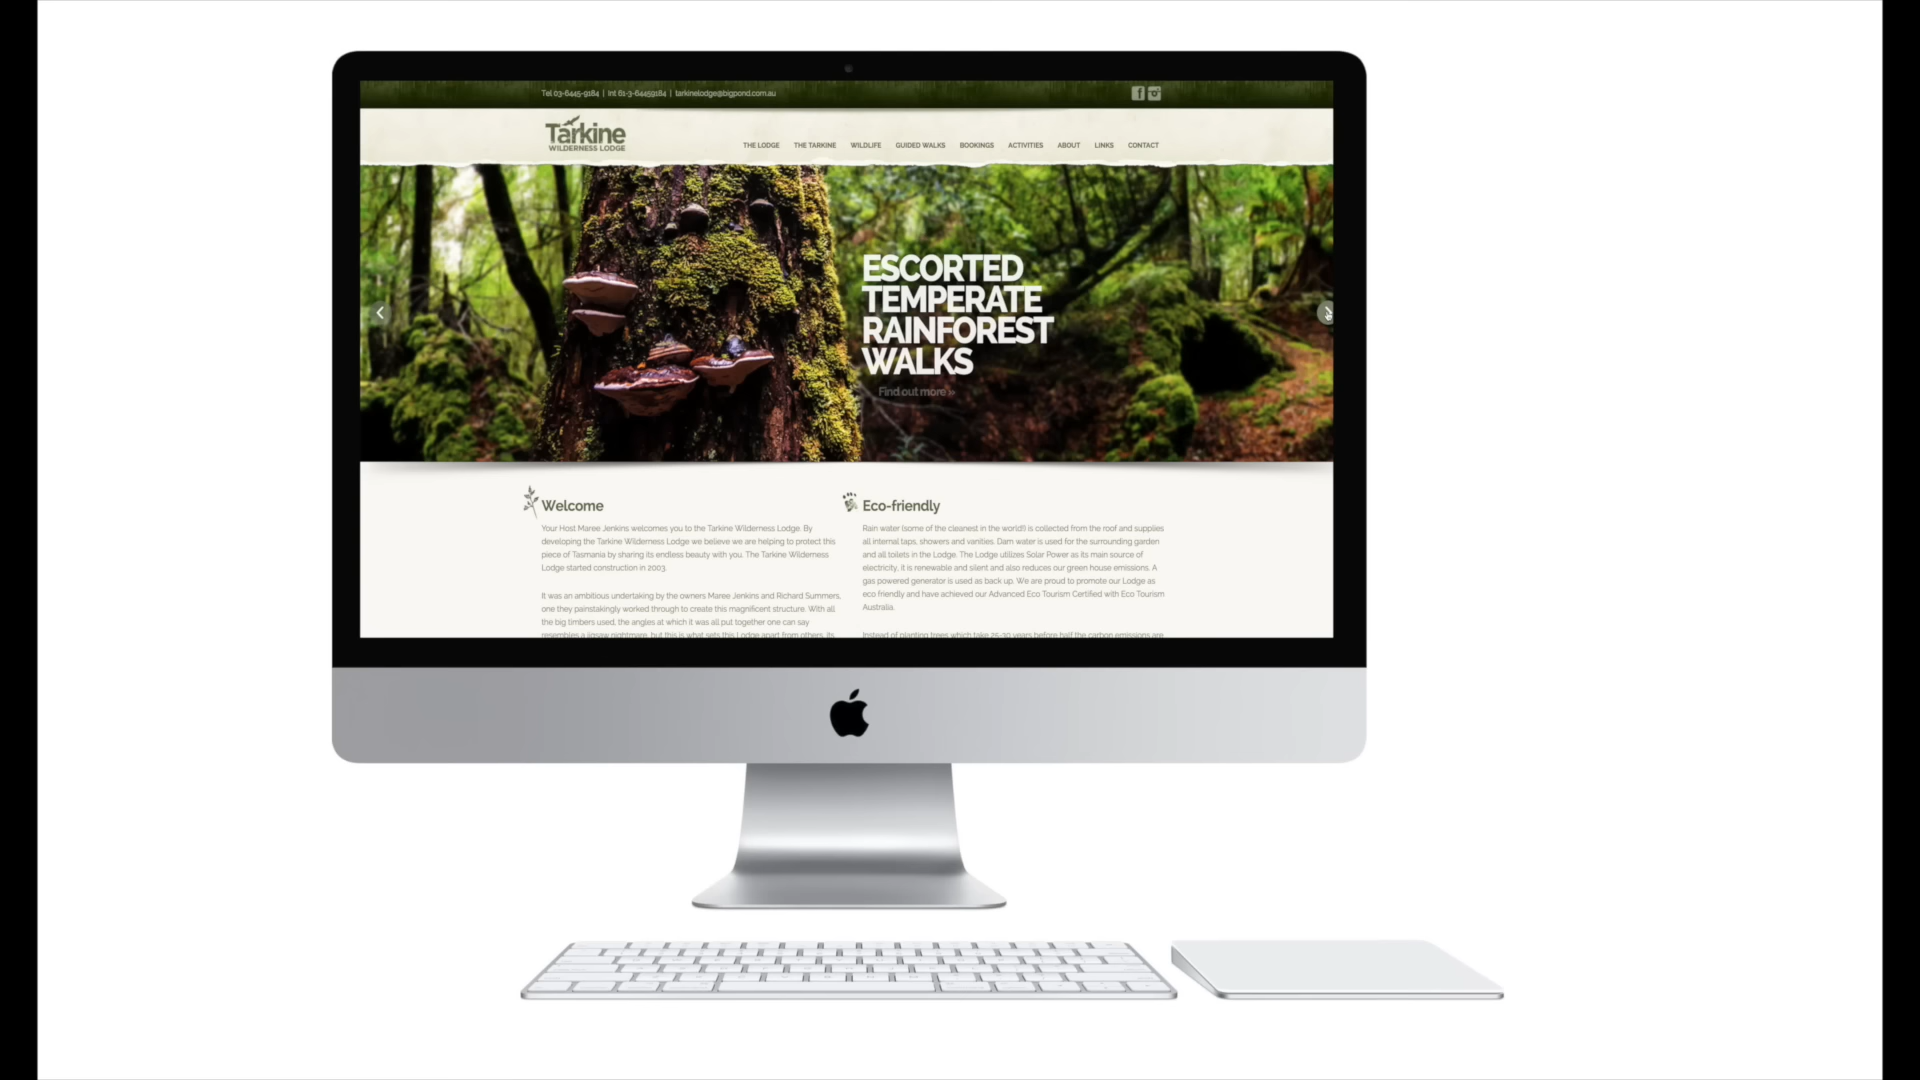 Tel 03-6445-9184 | Int 61-3-64459184 | tarkinelodge@bigpond.com.au
Tarkine
WILDERNESS LODGE
THE LODGE THE TARKINE WILDLIFE GUIDED WALKS BOOKINGS ACTIVITIES ABOUT LINKS CONTACT
ESCORTED
TEMPERATE
RAINFOREST
WALKS
Find out more »
Welcome
Your Host Maree Jenkins welcomes you to the Tarkine Wilderness Lodge. By
developing the Tarkine Wilderness Lodge we believe we are helping to protect this
piece of Tasmania by sharing its endless beauty with you. The Tarkine Wilderness
Lodge started construction in 2003.
It was an ambitious undertaking by the owners Maree Jenkins and Richard Summers,
one they painstakingly worked through to create this magnificent structure. With all
the big timbers used, the angles at which it was all put together one can say
resembles a jigsaw nightmare, but this is what sets this Lodge apart from others, its
Eco-friendly
Rain water (some of the cleanest in the world!) is collected from the roof and supplies
all internal taps, showers and vanities. Dam water is used for the surrounding garden
and all toilets in the Lodge. The Lodge utilizes Solar Power as its main source of
electricity, it is renewable and silent and also reduces our green house emissions. A
gas powered generator is used as back up. We are proud to promote our Lodge as
eco friendly and have achieved our Advanced Eco Tourism Certified with Eco Tourism
Australia.
Instead of planting trees which take 25-30 years before half the carbon emissions are